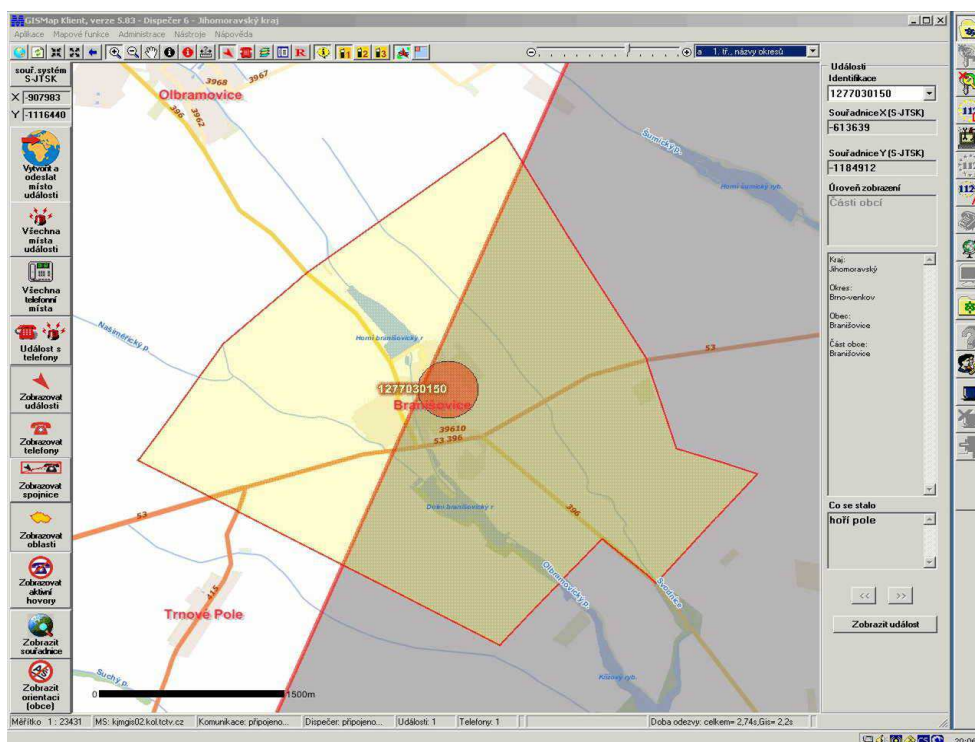 GISMap Klient, verze 5.03 - Dispečer 6 - Jihomoravský kraj
Aplikace Mapové funkce Administrace Nástroje Nápověda
a 1. tř., názvy okresů
souř.systém
S-JTSK
X -907983
Y -1116440
Vytvořit a
odeslat
místo
události
Všechna
místa
událostí
Všechna
telefonní
místa
Událost s
telefony
Zobrazovat
události
Zobrazovat
telefony
Zobrazovat
spojnice
Zobrazovat
oblasti
Zobrazovat
aktivní
hovory
Zobrazit
souřadnice
Zobrazit
orientaci
(obce)
3968
3967
Olbramovice
396
3962
Šumický p.
Horní šumický ryb.
Našiměřický p.
Horní branišovický r
53
1277030150
Branišovice
39610
53 396
53
Dolní branišovický r
396
Olbramovický p.
Svodnice
415
Trnové Pole
Suchý p.
0
1500m
Události
Identifikace
1277030150
Souřadnice X (S-JTSK)
-613639
Souřadnice Y (S-JTSK)
-1184912
Úroveň zobrazení
Části obcí
Kraj:
Jihomoravský
Okres:
Brno-venkov
Obec:
Branišovice
Část obce:
Branišovice
Co se stalo
hoří pole
<< >>
Zobrazit událost
Měřítko 1 : 23431 MS: kjmgis02.kol.tctv.cz Komunikace: připojeno... Dispečer: připojeno... Události: 1 Telefony: 1 Doba odezvy: celkem= 2,74s,Gis= 2,2s